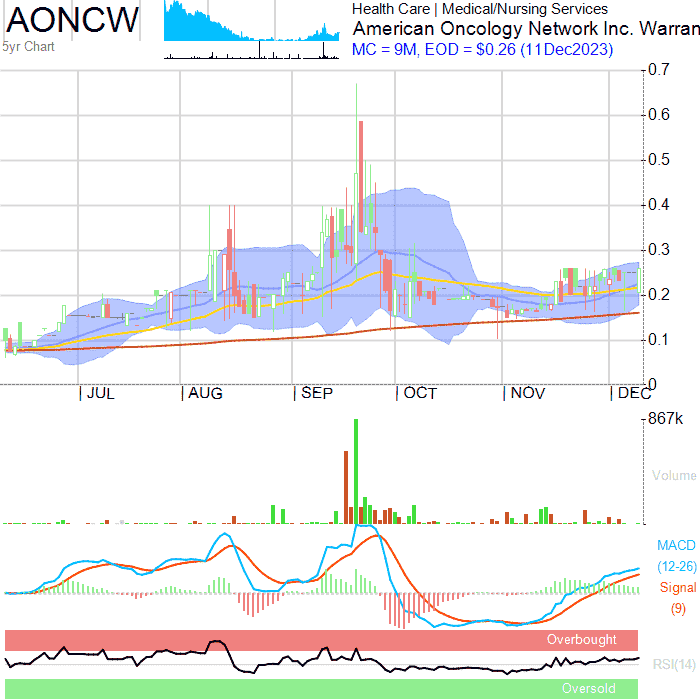 AONCW
5yr Chart
Health Care | Medical/Nursing Services
American Oncology Network Inc. Warran
MC = 9M, EOD = $0.26 (11Dec2023)
0.7
0.6
0.5
0.4
0.3
0.2
0.1
0
JUL AUG SEP OCT NOV DEC
867k
Volume
MACD
(12-26)
Signal
(9)
Overbought
RSI(14)
Oversold